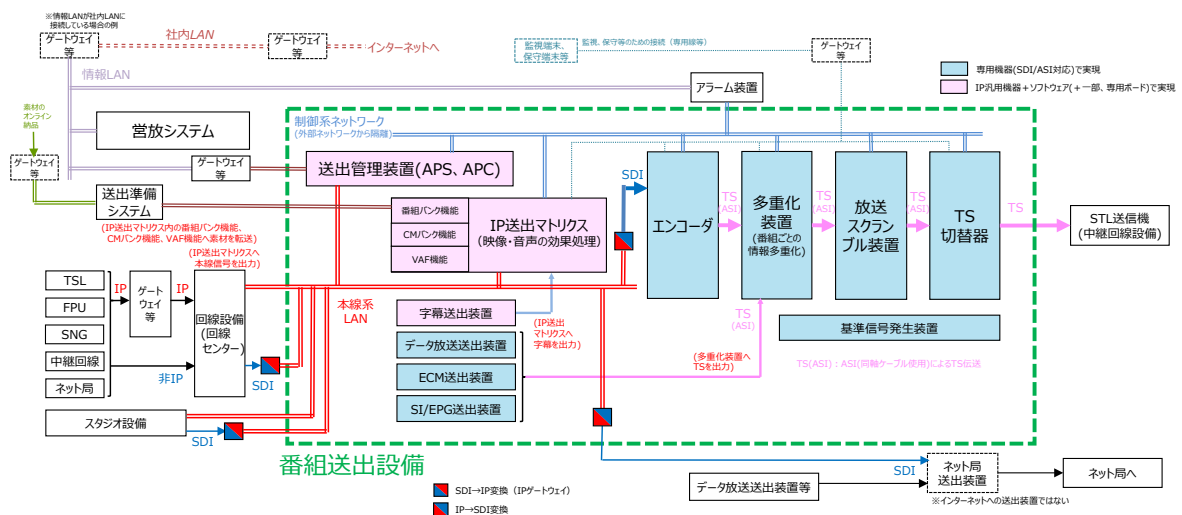 ※情報LANが社内LANに
接続している場合の例
ゲートウェイ
等
社内LAN
ゲートウェイ
等
インターネットへ
監視端末、
保守端末等
監視、保守等のための接続（専用線等）
ゲートウェイ
等
専用機器(SDI/ASI対応)で実現
IP汎用機器＋ソフトウェア(＋一部、専用ボード)で実現
情報LAN
アラーム装置
素材の
オンライン
納品
営放システム
制御系ネットワーク
(外部ネットワークから隔離)
ゲートウェイ
等
ゲートウェイ
等
送出管理装置(APS、APC)
SDI
送出準備
システム
番組バンク機能
CMバンク機能
VAF機能
IP送出マトリクス
(映像・音声の効果処理)
エンコーダ
TS
(ASI)
多重化
装置
(番組ごとの
情報多重化)
TS
(ASI)
放送
スクラン
ブル装置
TS
(ASI)
TS
切替器
TS
STL送信機
(中継回線設備)
(IP送出マトリクス内の番組バンク機能、
CMバンク機能、VAF機能へ素材を転送)
(IP送出マトリクスへ
本線信号を出力)
TSL
FPU
SNG
中継回線
ネット局
IP
ゲート
ウェイ
等
IP
非IP
回線設備
(回線
センター)
SDI
本線系
LAN
字幕送出装置
(IP送出
マトリクスへ
字幕を出力)
TS
(ASI)
基準信号発生装置
データ放送送出装置
ECM送出装置
SI/EPG送出装置
(多重化装置へ
TSを出力)
TS(ASI)：ASI(同軸ケーブル使用)によるTS伝送
スタジオ設備
SDI
番組送出設備
SDI
ネット局
送出装置
ネット局へ
データ放送送出装置等
※インターネットへの送出装置ではない
SDI→IP変換（IPゲートウェイ）
IP→SDI変換